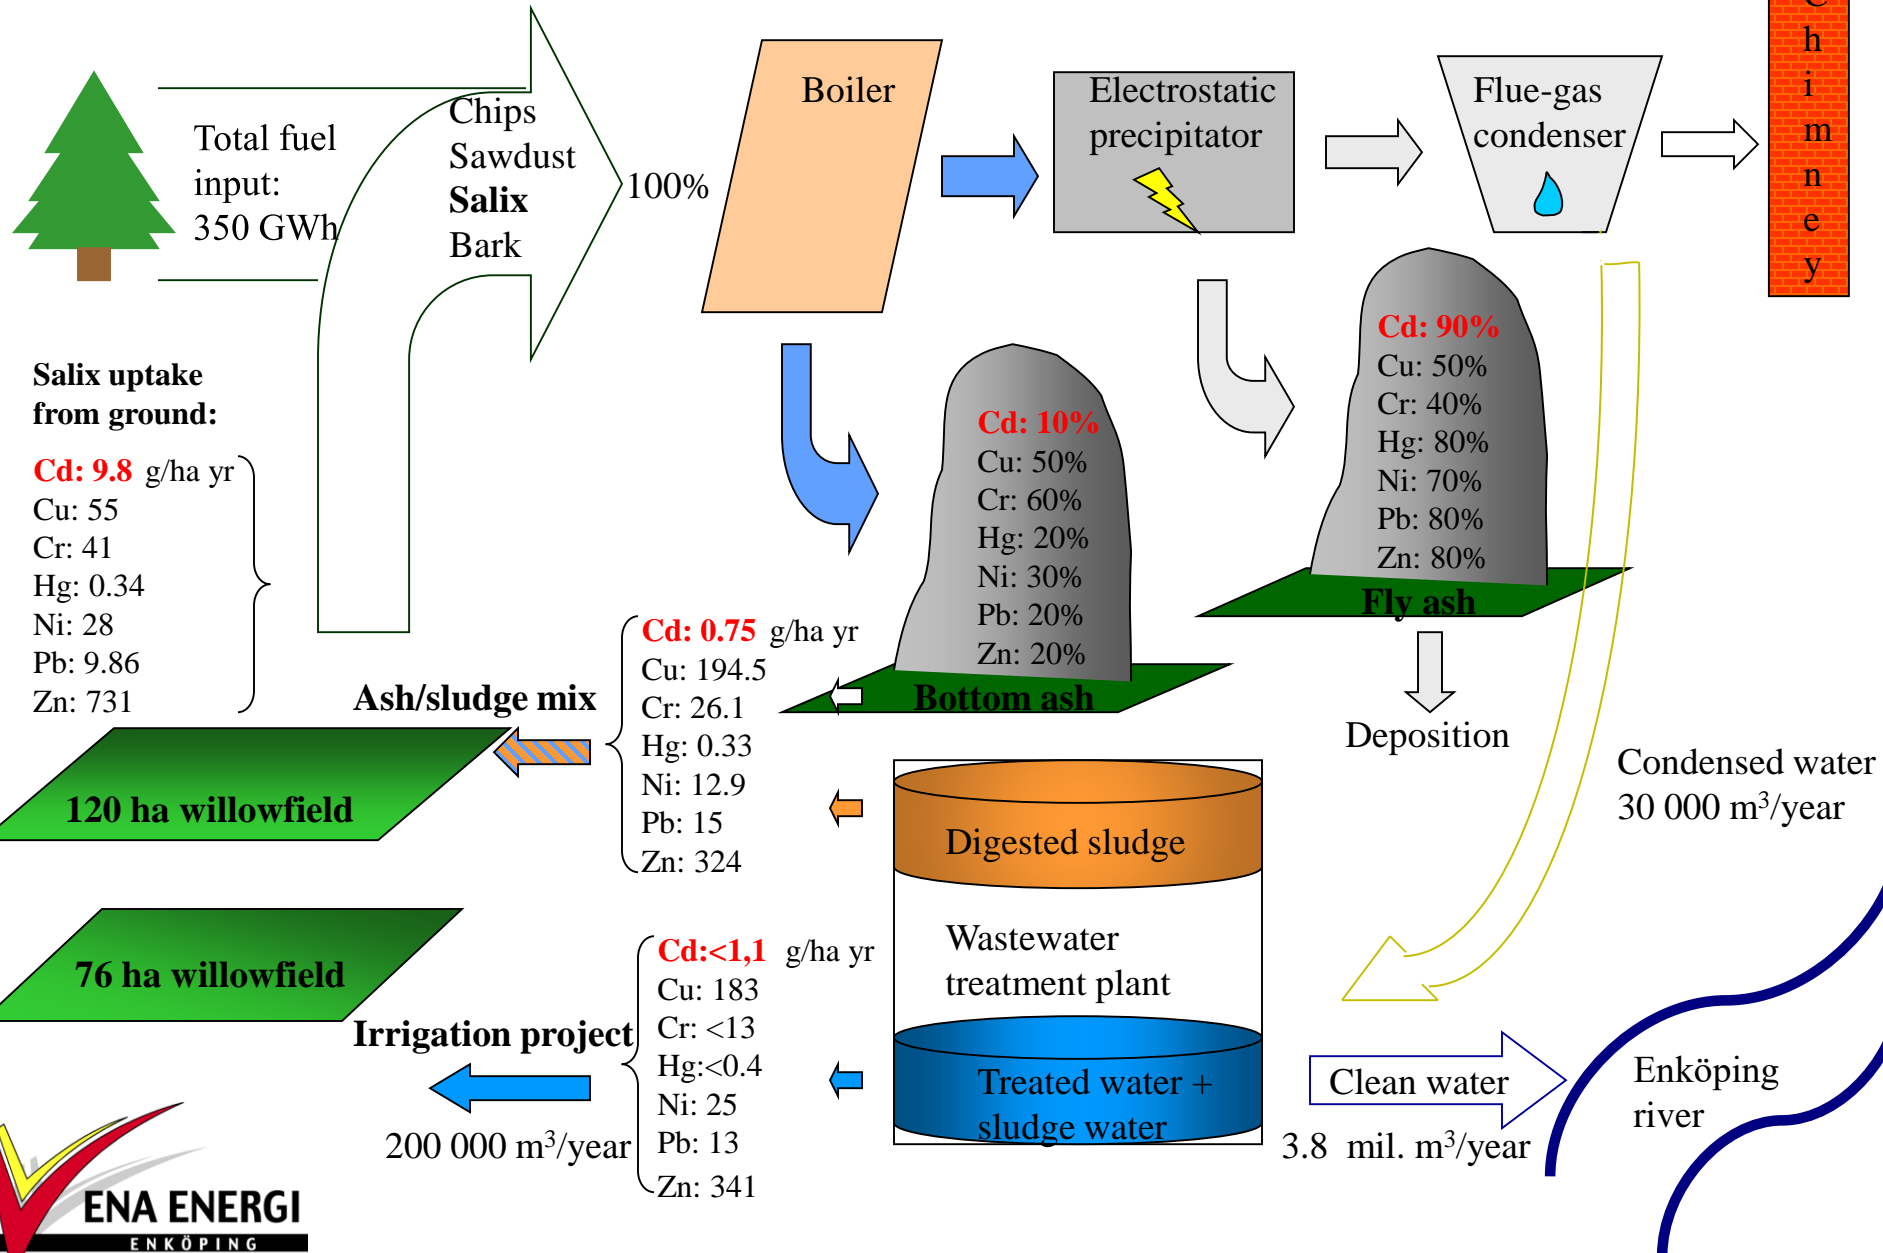 Total fuel
input:
350 GWh
Chips
Sawdust
Salix
Bark
100%
Boiler
Electrostatic
precipitator
Flue-gas
condenser
C
h
i
m
n
e
y
Salix uptake
from ground:
Cd: 9.8 g/ha yr
Cu: 55
Cr: 41
Hg: 0.34
Ni: 28
Pb: 9.86
Zn: 731
Cd: 10%
Cu: 50%
Cr: 60%
Hg: 20%
Ni: 30%
Pb: 20%
Zn: 20%
Bottom ash
Cd: 90%
Cu: 50%
Cr: 40%
Hg: 80%
Ni: 70%
Pb: 80%
Zn: 80%
Fly ash
Deposition
Condensed water
30 000 m³/year
Ash/sludge mix
Cd: 0.75 g/ha yr
Cu: 194.5
Cr: 26.1
Hg: 0.33
Ni: 12.9
Pb: 15
Zn: 324
120 ha willowfield
Digested sludge
Wastewater
treatment plant
Treated water +
sludge water
76 ha willowfield
Irrigation project
200 000 m³/year
Cd:<1,1 g/ha yr
Cu: 183
Cr: <13
Hg:<0.4
Ni: 25
Pb: 13
Zn: 341
Clean water
3.8 mil. m³/year
Enköping
river
ENA ENERGI
ENKÖPING